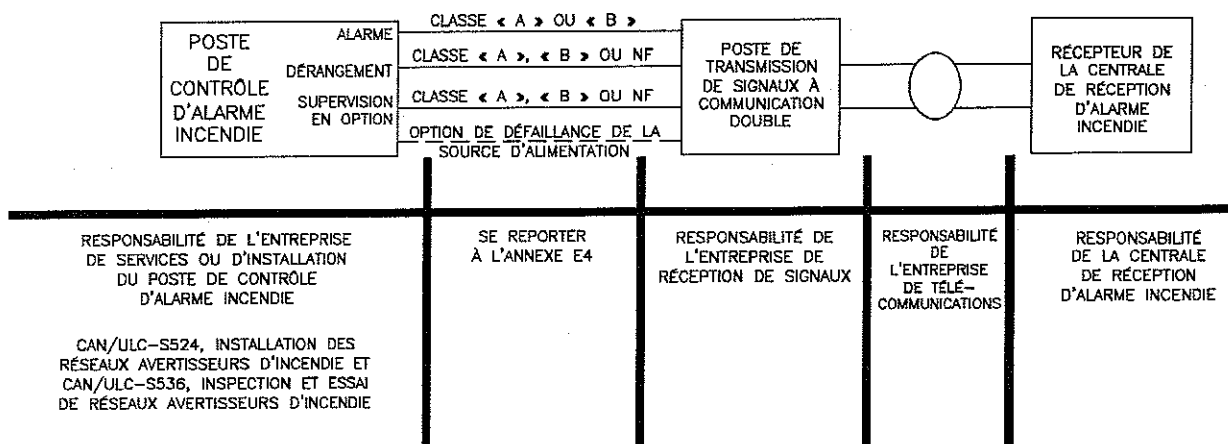 POSTE
DE
CONTRÔLE
D'ALARME
INCENDIE
ALARME
DÉRANGEMENT
SUPERVISION
EN OPTION
CLASSE « A » OU « B »
CLASSE « A », « B » OU NF
CLASSE « A », « B » OU NF
OPTION DE DÉFAILLANCE DE LA
SOURCE D'ALIMENTATION
POSTE DE
TRANSMISSION
DE SIGNAUX À
COMMUNICATION
DOUBLE
RÉCEPTEUR DE
LA CENTRALE
DE RÉCEPTION
D'ALARME
INCENDIE
RESPONSABILITÉ DE L'ENTREPRISE
DE SERVICES OU D'INSTALLATION
DU POSTE DE CONTRÔLE
D'ALARME INCENDIE
CAN/ULC-S524, INSTALLATION DES
RÉSEAUX AVERTISSEURS D'INCENDIE ET
CAN/ULC-S536, INSPECTION ET ESSAI
DE RÉSEAUX AVERTISSEURS D'INCENDIE
SE REPORTER
À L'ANNEXE E4
RESPONSABILITÉ DE
L'ENTREPRISE DE
RÉCEPTION DE SIGNAUX
RESPONSABILITÉ
DE
L'ENTREPRISE
DE TÉLÉ-
COMMUNICATIONS
RESPONSABILITÉ
DE LA CENTRALE
DE RÉCEPTION
D'ALARME INCENDIE